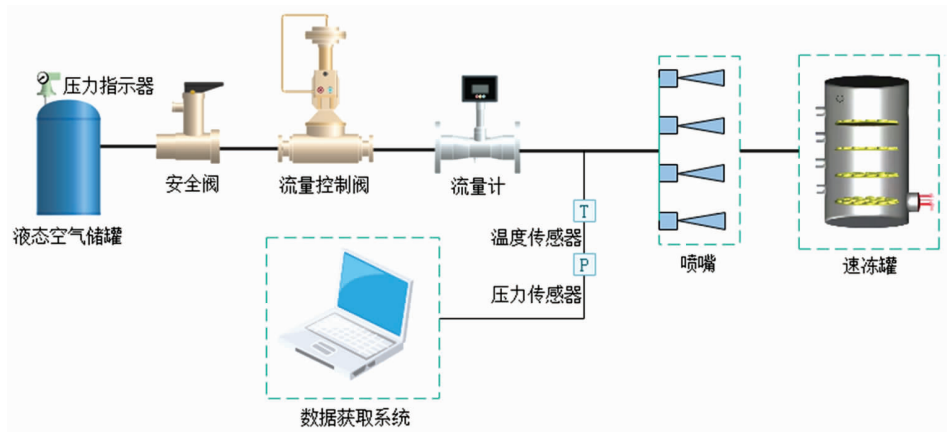 压力指示器
安全阀
流量控制阀
流量计
液态空气储罐
T
温度传感器
P
压力传感器
喷嘴
速冻罐
数据获取系统